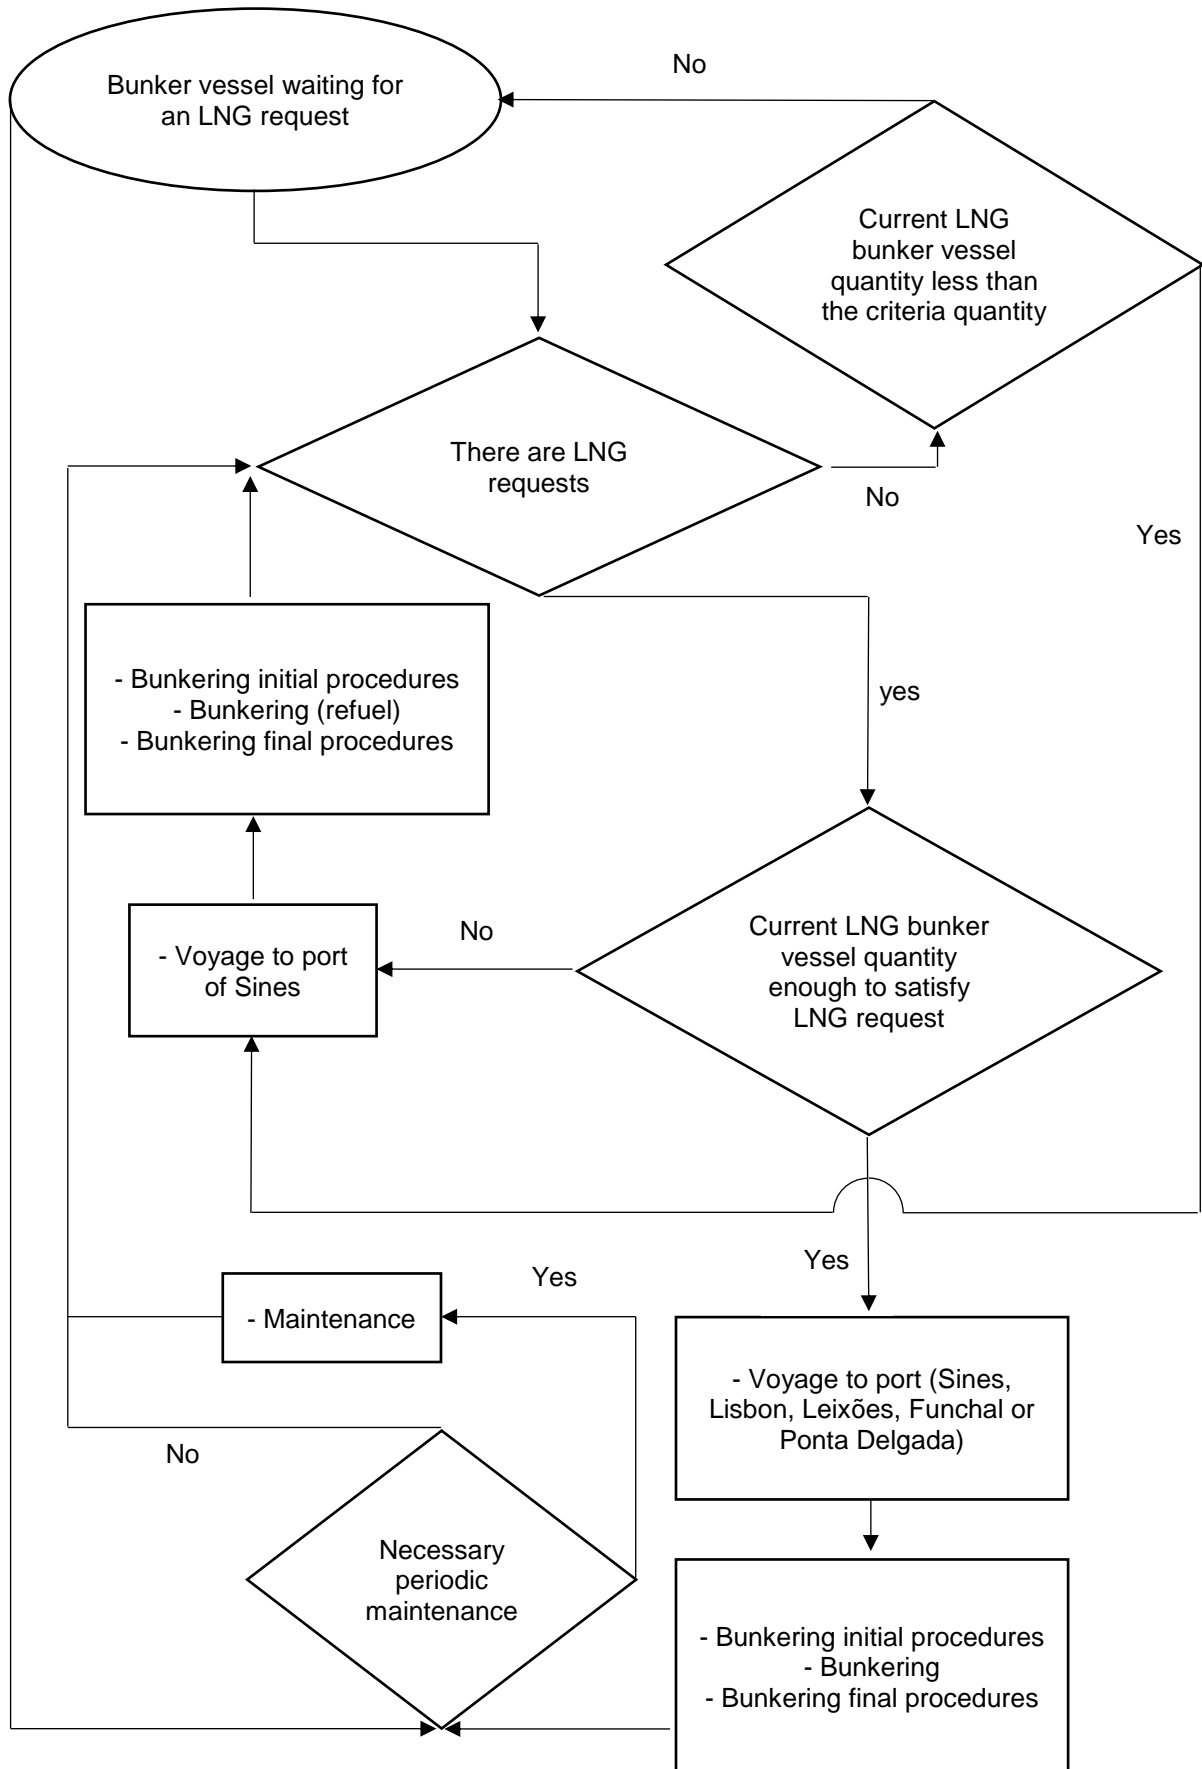 No
Bunker vessel waiting for
an LNG request
Current LNG
bunker vessel
quantity less than
the criteria quantity
There are LNG
requests
No
Yes
- Bunkering initial procedures
- Bunkering (refuel)
- Bunkering final procedures
yes
No
- Voyage to port
of Sines
Current LNG bunker
vessel quantity
enough to satisfy
LNG request
Yes
Yes
- Maintenance
- Voyage to port (Sines,
Lisbon, Leixões, Funchal or
Ponta Delgada)
No
Necessary
periodic
maintenance
- Bunkering initial procedures
- Bunkering
- Bunkering final procedures